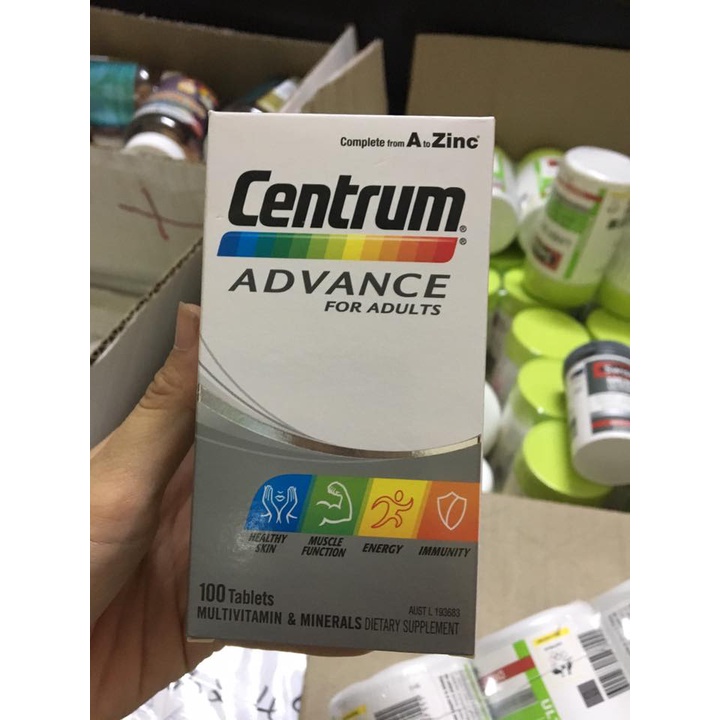 Complete from A to Zinc®
Centrum®
®
ADVANCE
FOR ADULTS
HEALTHY SKIN
MUSCLE FUNCTION
ENERGY
IMMUNITY
100 Tablets
AUST L 193683
MULTIVITAMIN & MINERALS DIETARY SUPPLEMENT